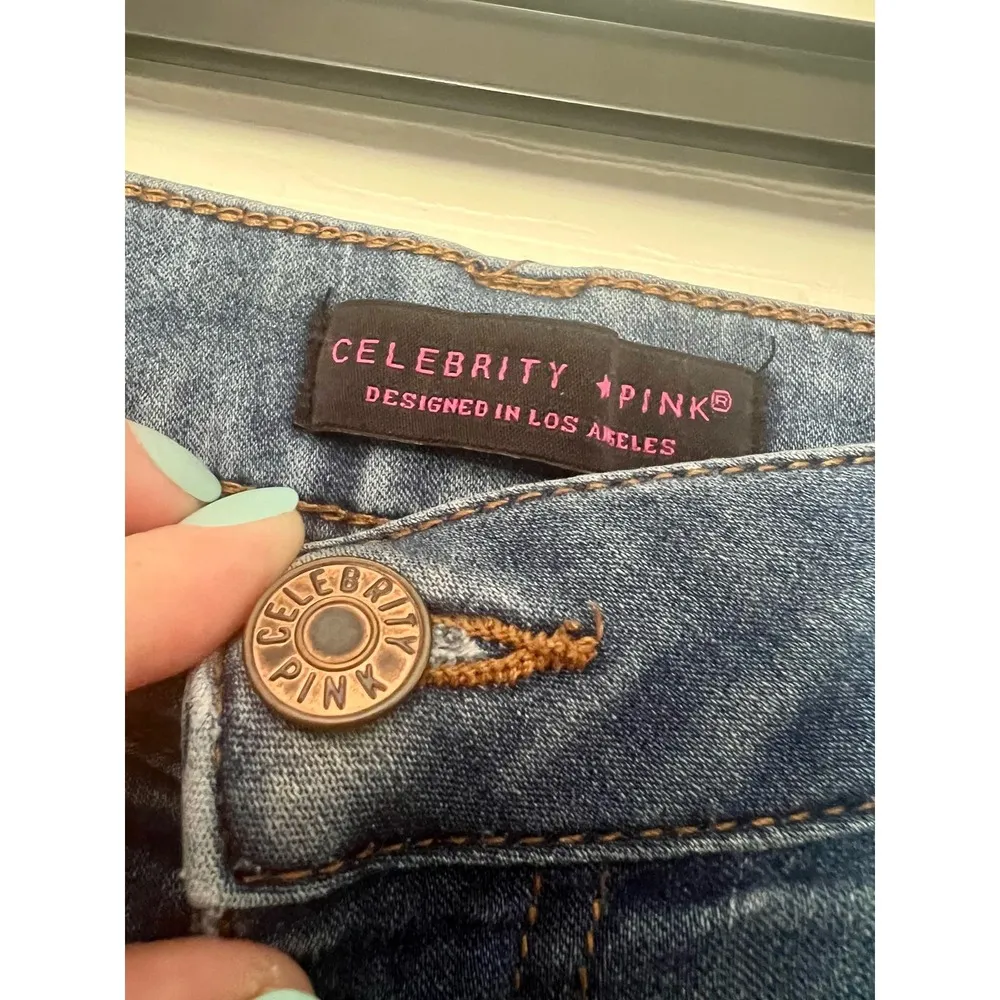 CELEBRITY ★PINK®
DESIGNED IN LOS ANGELES
CELEBRITY
PINK